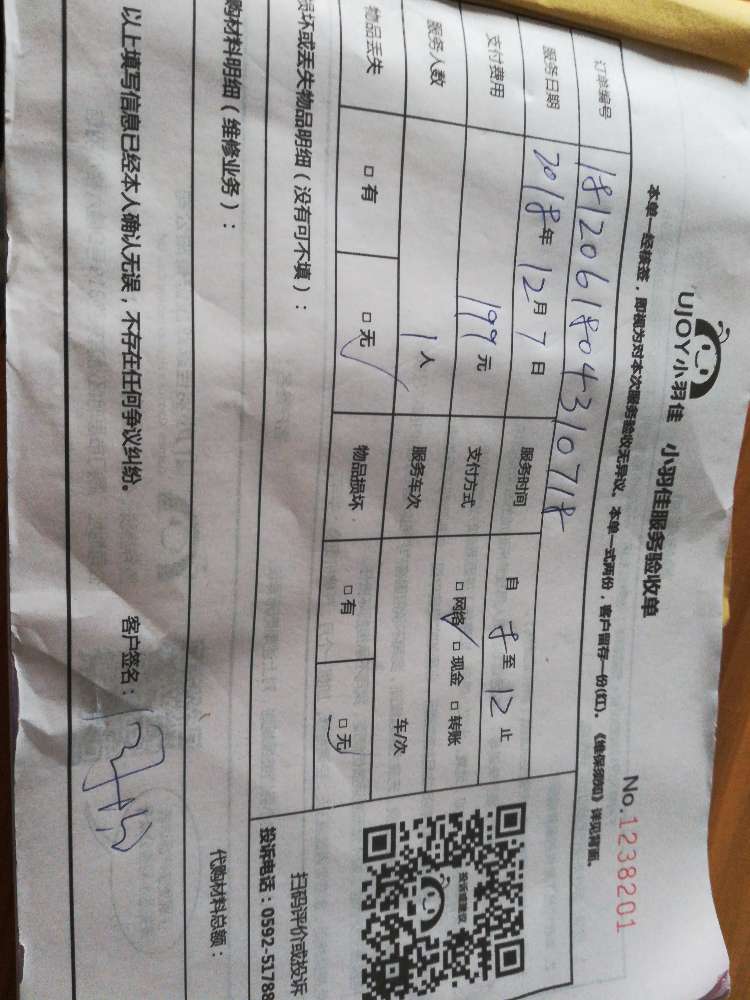 UJOY小羽佳 小羽佳服务验收单
No.1238201
本单一经核签，即视为对本次服务验收无异议。本单一式两份，客户留存一份(红)。《维保须知》详见背面。
订单编号 1812061804310718
服务日期 2018年12月7日 服务时间 自 8至 12止
支付费用 199元 支付方式 □网络 □现金 □转账
服务人数 1人 服务车次 车/次
物品丢失 □有 □无 物品损坏 □有 □无
损坏或丢失物品明细（没有可不填）：
扫码评价或投诉
投诉电话：0592-51788
购材料明细（维修业务）：
代购材料总额：
以上填写信息已经本人确认无误，不存在任何争议纠纷。 客户签名：